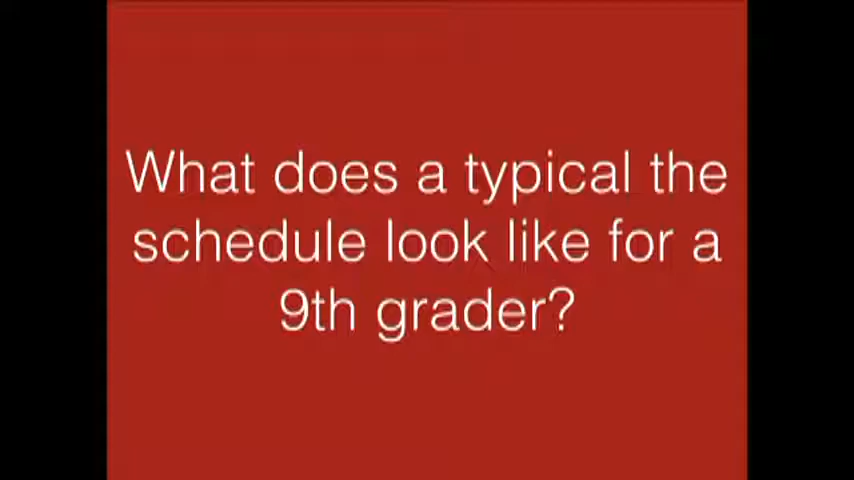 What does a typical the
schedule look like for a
9th grader?